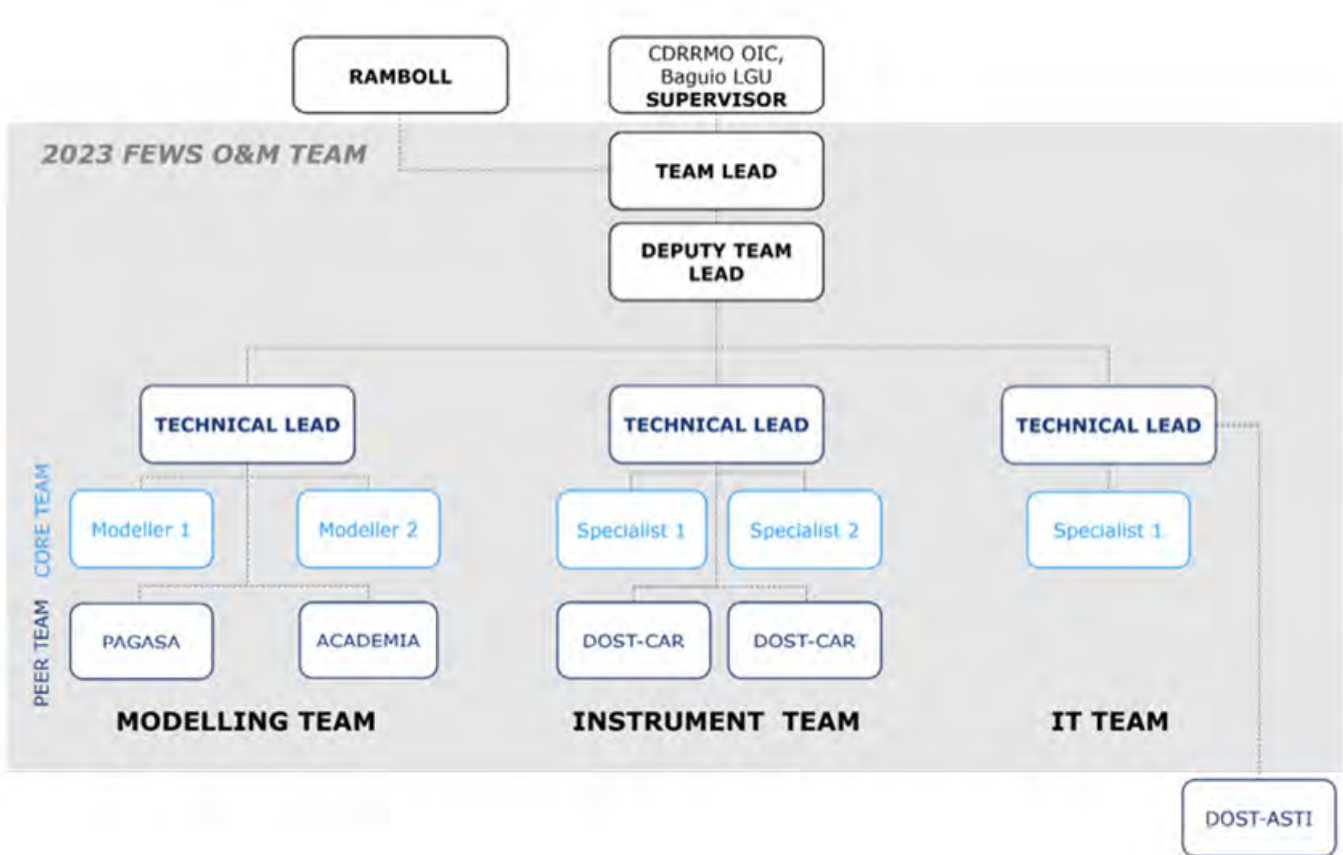 RAMBOLL
CDRRMO OIC,
Baguio LGU
SUPERVISOR
2023 FEWS O&M TEAM
TEAM LEAD
DEPUTY TEAM
LEAD
TECHNICAL LEAD
TECHNICAL LEAD
TECHNICAL LEAD
CORE TEAM
Modeller 1
Modeller 2
Specialist 1
Specialist 2
Specialist 1
PEER TEAM
PAGASA
ACADEMIA
DOST-CAR
DOST-CAR
MODELLING TEAM
INSTRUMENT TEAM
IT TEAM
DOST-ASTI